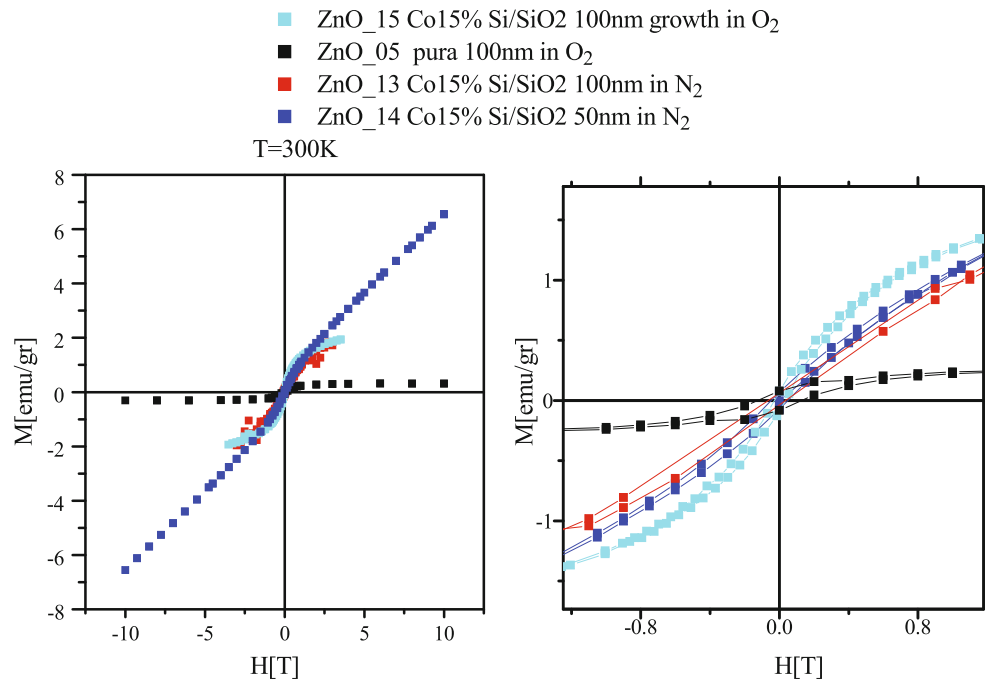 ZnO_15 Co15% Si/SiO2 100nm growth in O₂
ZnO_05 pura 100nm in O₂
ZnO_13 Co15% Si/SiO2 100nm in N₂
ZnO_14 Co15% Si/SiO2 50nm in N₂
T=300K
8
6
4
2
0
-2
-4
-6
-8
M[emu/gr]
-10
-5
0
5
10
H[T]
1
0
-1
M[emu/gr]
-0.8
0.0
0.8
H[T]